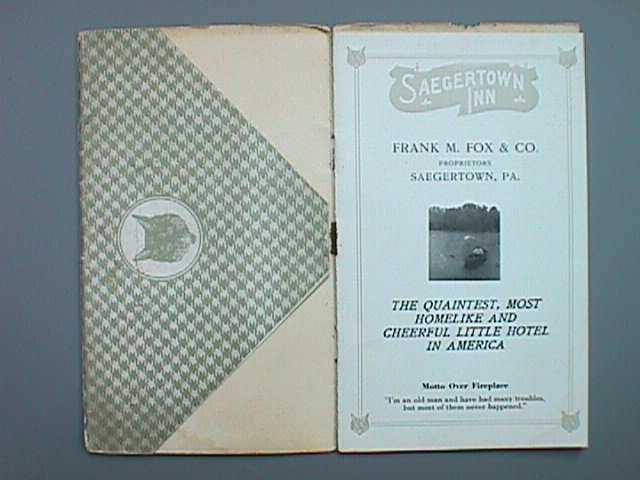 SAEGERTOWN
INN
FRANK M. FOX & CO.
PROPRIETORS
SAEGERTOWN, PA.
THE QUAINTEST, MOST
HOMELIKE AND
CHEERFUL LITTLE HOTEL
IN AMERICA
Motto Over Fireplace
"I'm an old man and have had many troubles,
but most of them never happened."